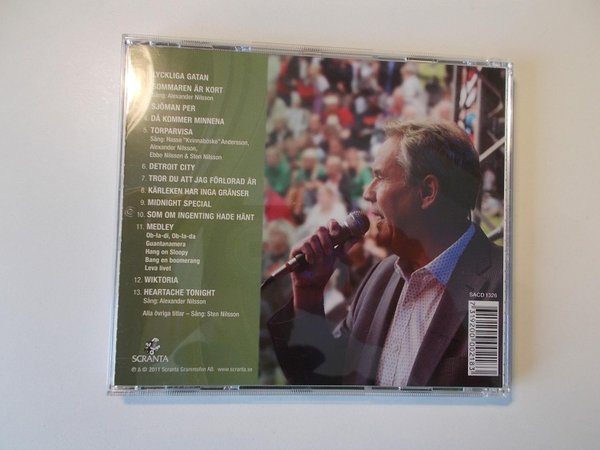 LYCKLIGA GATAN
SOMMAREN ÄR KORT
Sång: Alexander Nilsson
SJÖMAN PER
4. DÅ KOMMER MINNENA
5. TORPARVISA
Sång: Hasse "Kvinnaböske" Andersson,
Alexander Nilsson,
Ebbe Nilsson & Sten Nilsson
6. DETROIT CITY
7. TROR DU ATT JAG FÖRLORAD ÄR
8. KÄRLEKEN HAR INGA GRÄNSER
9. MIDNIGHT SPECIAL
10. SOM OM INGENTING HADE HÄNT
11. MEDLEY
Ob-la-di, Ob-la-da
Guantanamera
Hang on Sloopy
Bang en boomerang
Leva livet
12. WIKTORIA
13. HEARTACHE TONIGHT
Sång: Alexander Nilsson
Alla övriga titlar – Sång: Sten Nilsson
SCRANTA
℗ & © 2011 Scranta Grammofon AB. www.scranta.se
SACD 1326
7319200002183